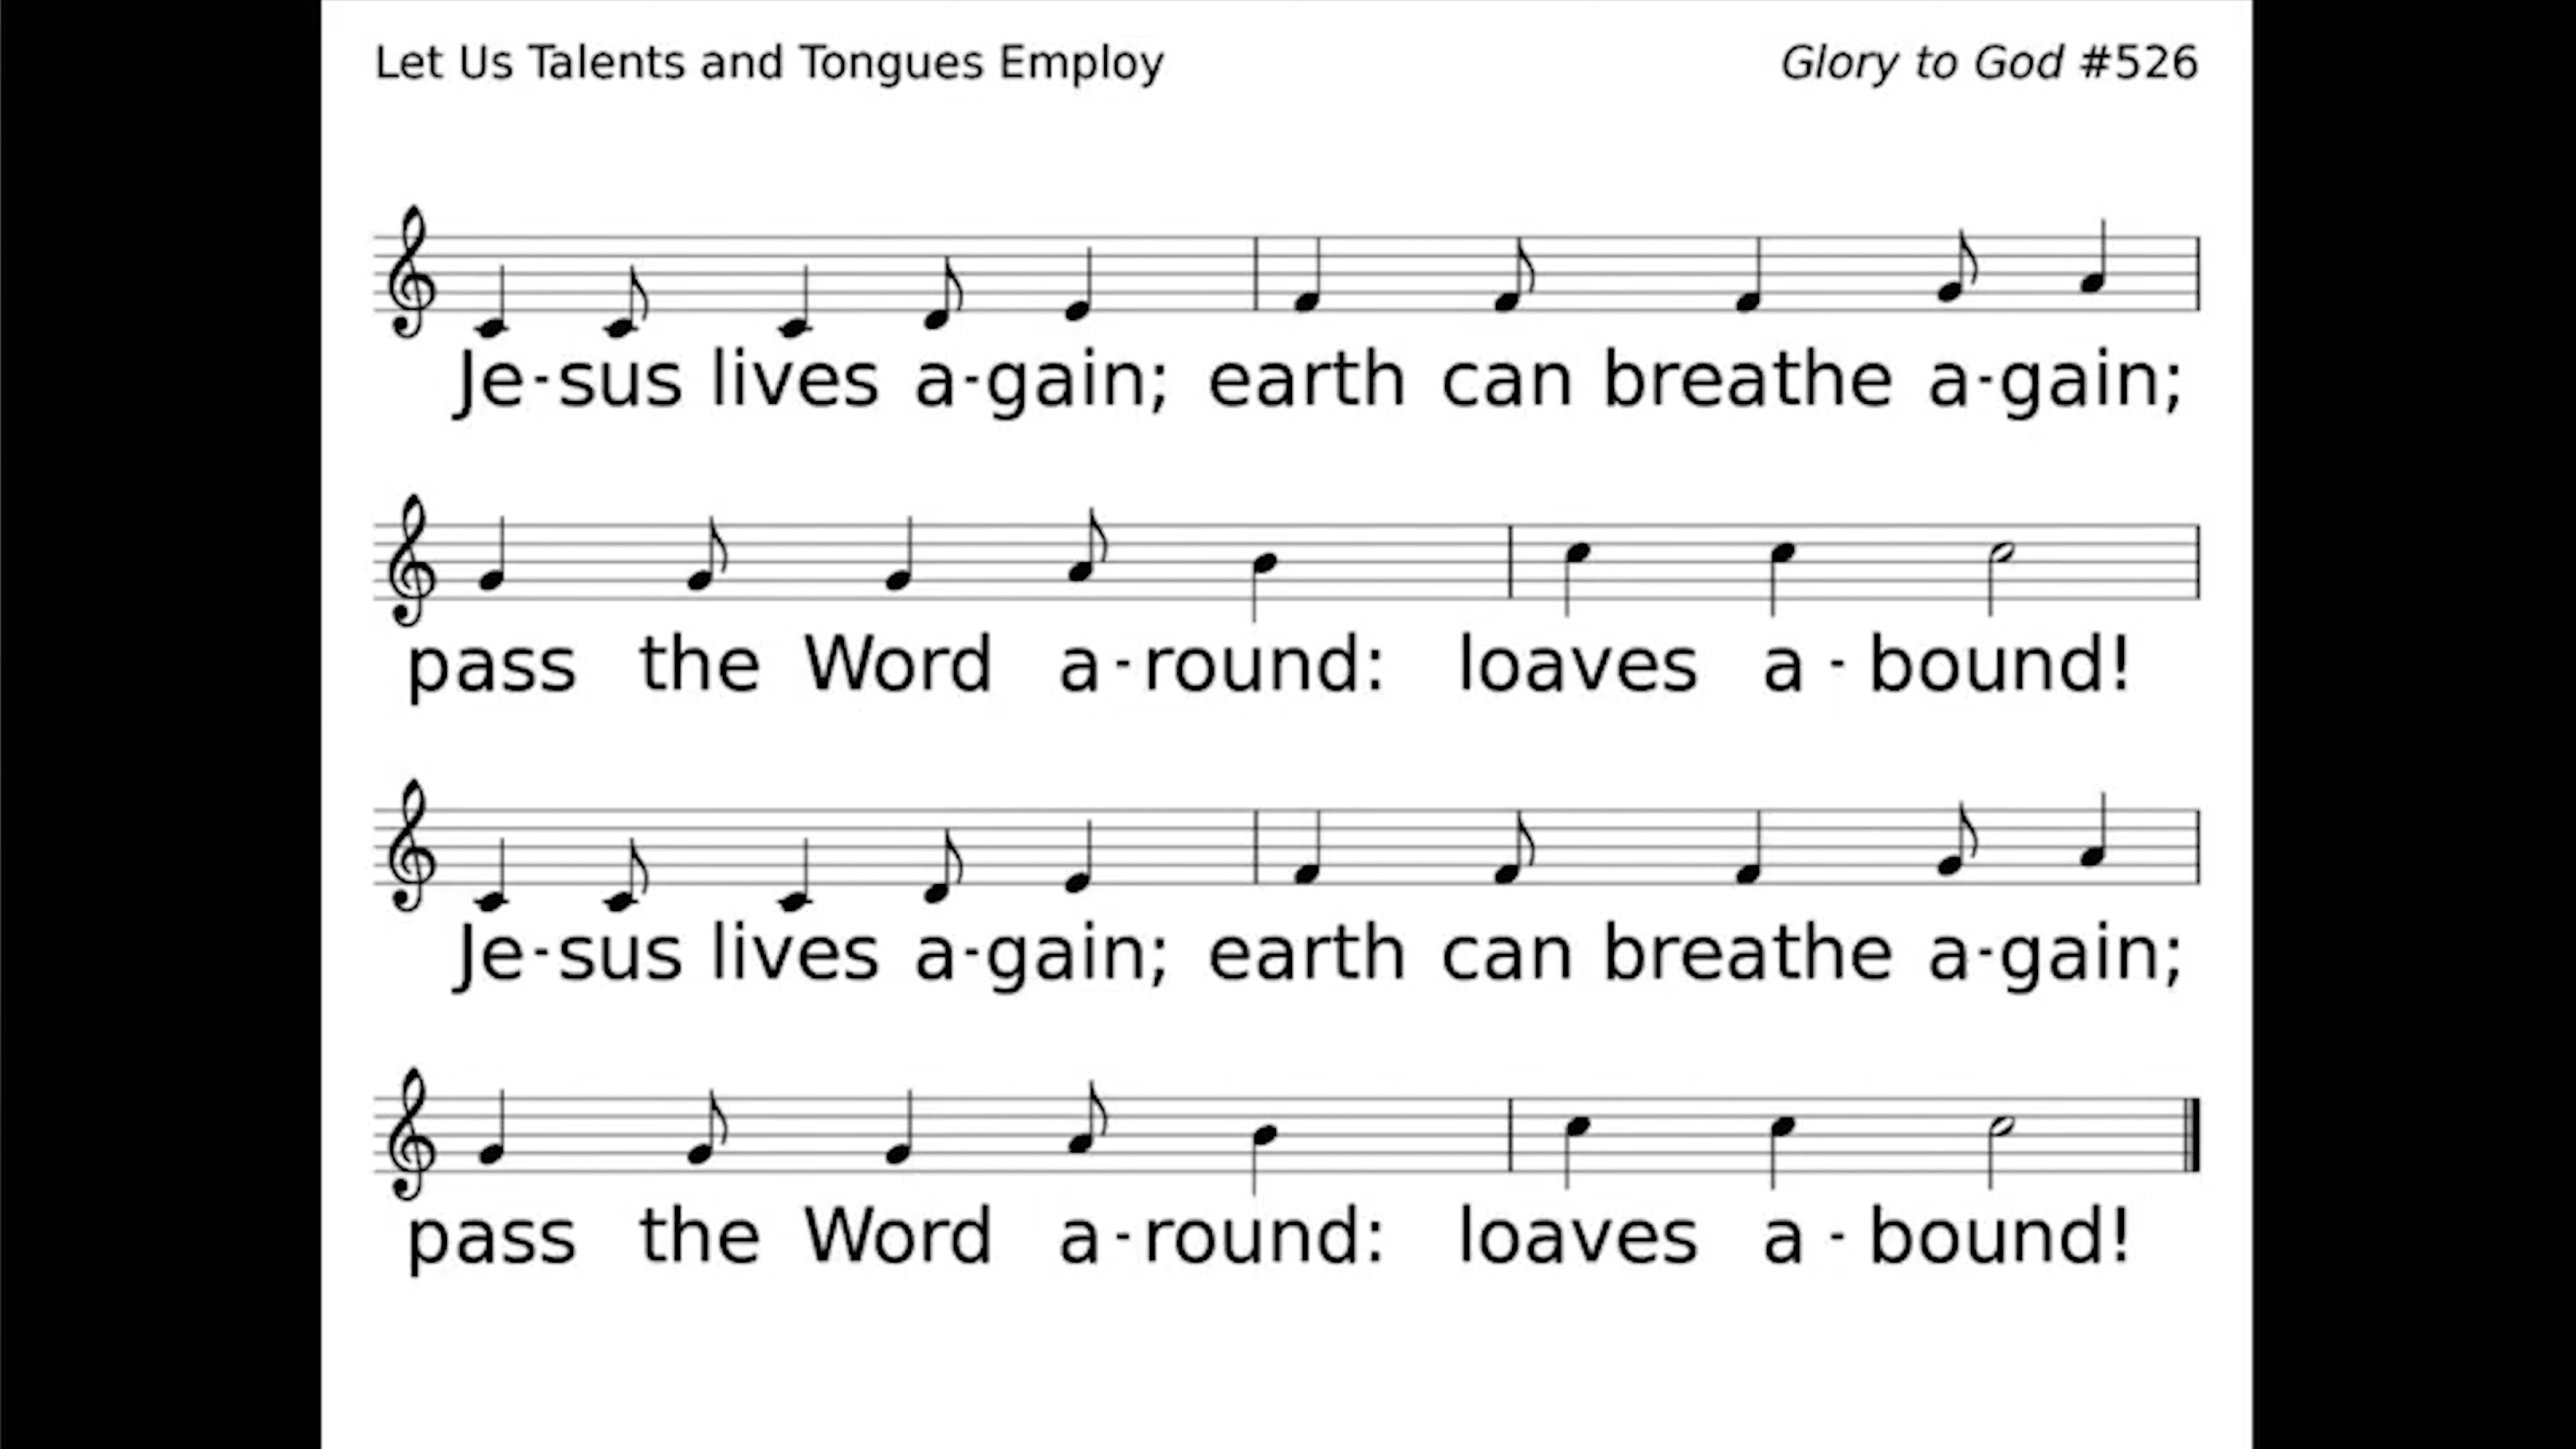 Let Us Talents and Tongues Employ Glory to God #526
Je-sus lives a-gain; earth can breathe a-gain;
pass the Word a-round: loaves a - bound!
Je-sus lives a-gain; earth can breathe a-gain;
pass the Word a-round: loaves a - bound!